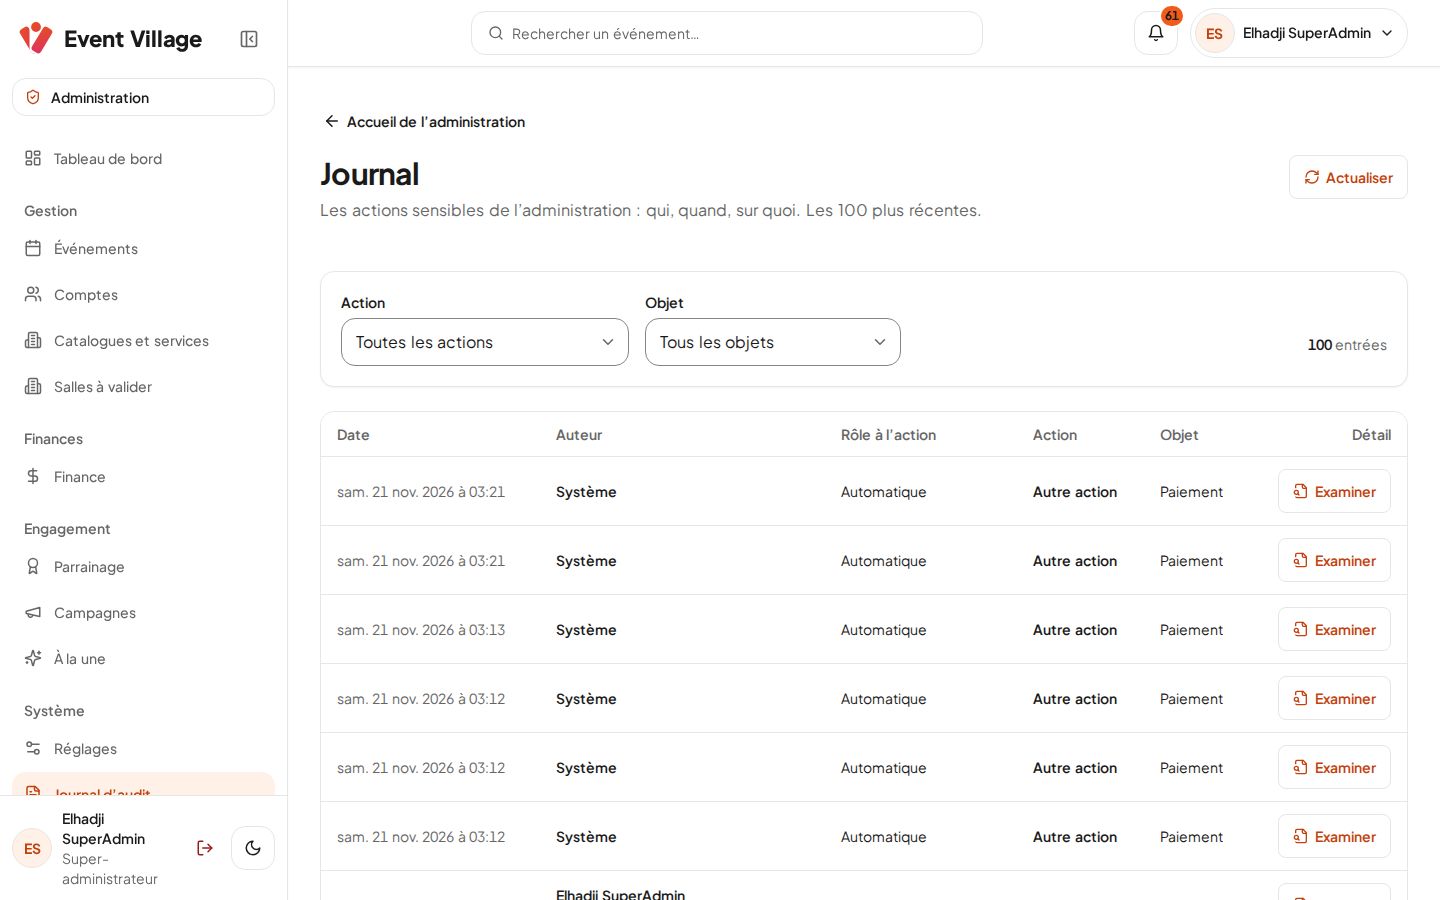 Event Village
Rechercher un événement...
61
ES
Elhadji SuperAdmin
Administration
Tableau de bord
Gestion
Événements
Comptes
Catalogues et services
Salles à valider
Finances
Finance
Engagement
Parrainage
Campagnes
À la une
Système
Réglages
Journal d’audit
ES
Elhadji
SuperAdmin
Super-
administrateur
Accueil de l’administration
Journal
Actualiser
Les actions sensibles de l’administration : qui, quand, sur quoi. Les 100 plus récentes.
Action
Objet
Toutes les actions
Tous les objets
100 entrées
Date Auteur Rôle à l’action Action Objet Détail
sam. 21 nov. 2026 à 03:21 Système Automatique Autre action Paiement Examiner
sam. 21 nov. 2026 à 03:21 Système Automatique Autre action Paiement Examiner
sam. 21 nov. 2026 à 03:13 Système Automatique Autre action Paiement Examiner
sam. 21 nov. 2026 à 03:12 Système Automatique Autre action Paiement Examiner
sam. 21 nov. 2026 à 03:12 Système Automatique Autre action Paiement Examiner
sam. 21 nov. 2026 à 03:12 Système Automatique Autre action Paiement Examiner
Elhadji SuperAdmin